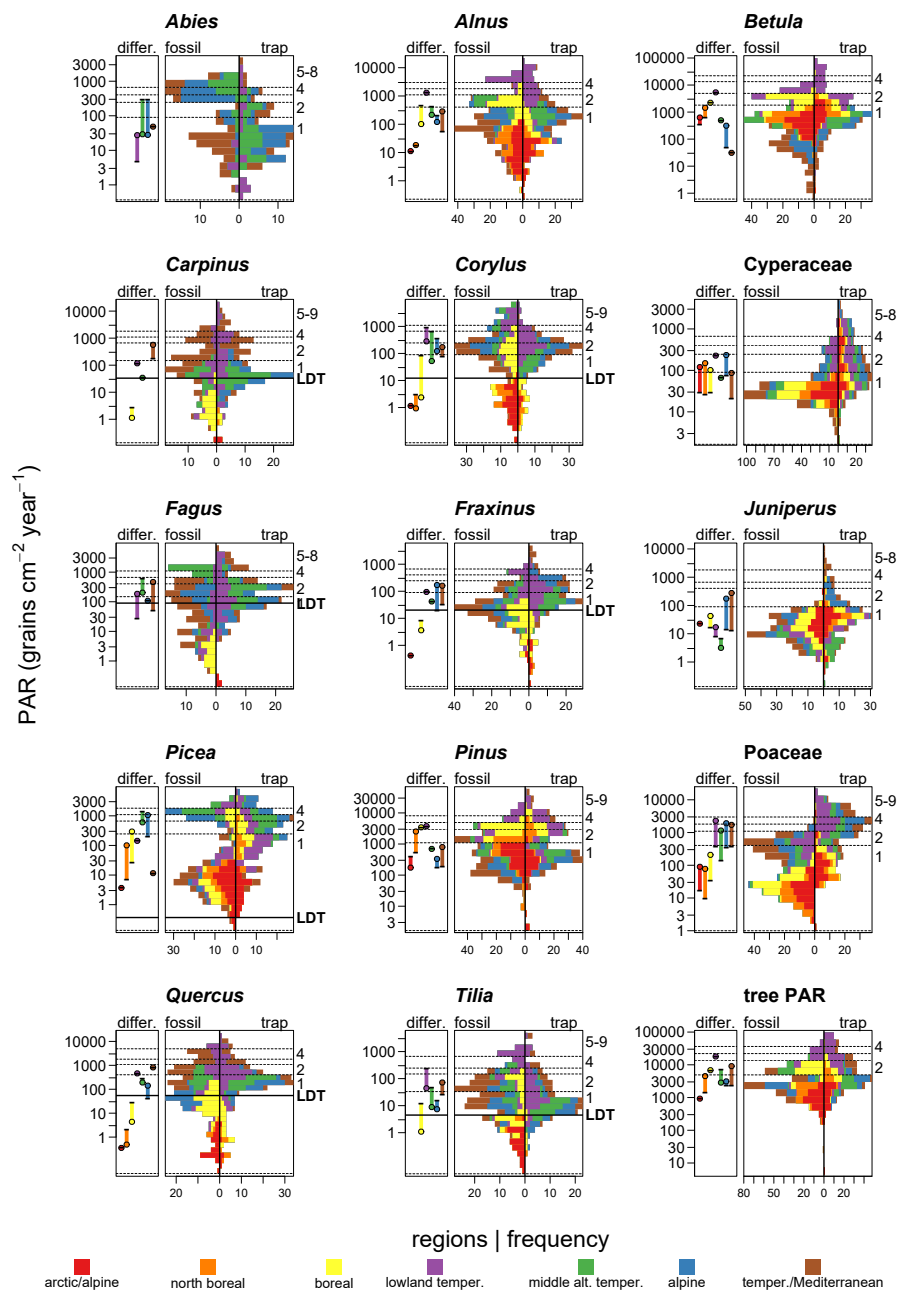 Abies Alnus Betula
differ. fossil trap differ. fossil trap differ. fossil trap
3000 1000 300 100 30 10 3 1 5-8 4 2 1
10 0 10
10000 1000 100 10 1 4 2 1
40 20 0 20 40
100000 10000 1000 100 10 1 4 2 1
40 20 0 20
Carpinus Corylus Cyperaceae
differ. fossil trap differ. fossil trap differ. fossil trap
10000 1000 100 10 1 5-9 4 2 1 LDT
10 0 10 20
1000 100 10 1 5-9 4 2 1 LDT
30 10 0 10 30
3000 1000 300 100 30 10 3 5-8 4 2 1
100 70 40 0 20
PAR (grains cm−2 year−1)
Fagus Fraxinus Juniperus
differ. fossil trap differ. fossil trap differ. fossil trap
3000 1000 300 100 30 10 3 1 5-8 4 2 1 LDT
20 10 0 10 20
1000 100 10 1 5-9 4 2 1 LDT
40 20 0 20
10000 1000 100 10 1 5-8 4 2 1
50 30 10 0 10 30
Picea Pinus Poaceae
differ. fossil trap differ. fossil trap differ. fossil trap
3000 1000 300 100 30 10 3 1 4 2 1 LDT
30 10 0 10
30000 10000 3000 1000 300 100 30 10 3 5-9 4 2 1
40 20 0 20 40
10000 3000 1000 300 100 30 10 3 1 5-9 4 2 1
40 20 0 20
Quercus Tilia tree PAR
differ. fossil trap differ. fossil trap differ. fossil trap
10000 1000 100 10 1 4 2 1 LDT
20 10 0 10 20 30
1000 100 10 1 5-9 4 2 1 LDT
20 10 0 10 20
100000 30000 10000 3000 1000 300 100 30 10 4 2
80 50 20 0 20
regions | frequency
arctic/alpine north boreal boreal lowland temper. middle alt. temper. alpine temper./Mediterranean